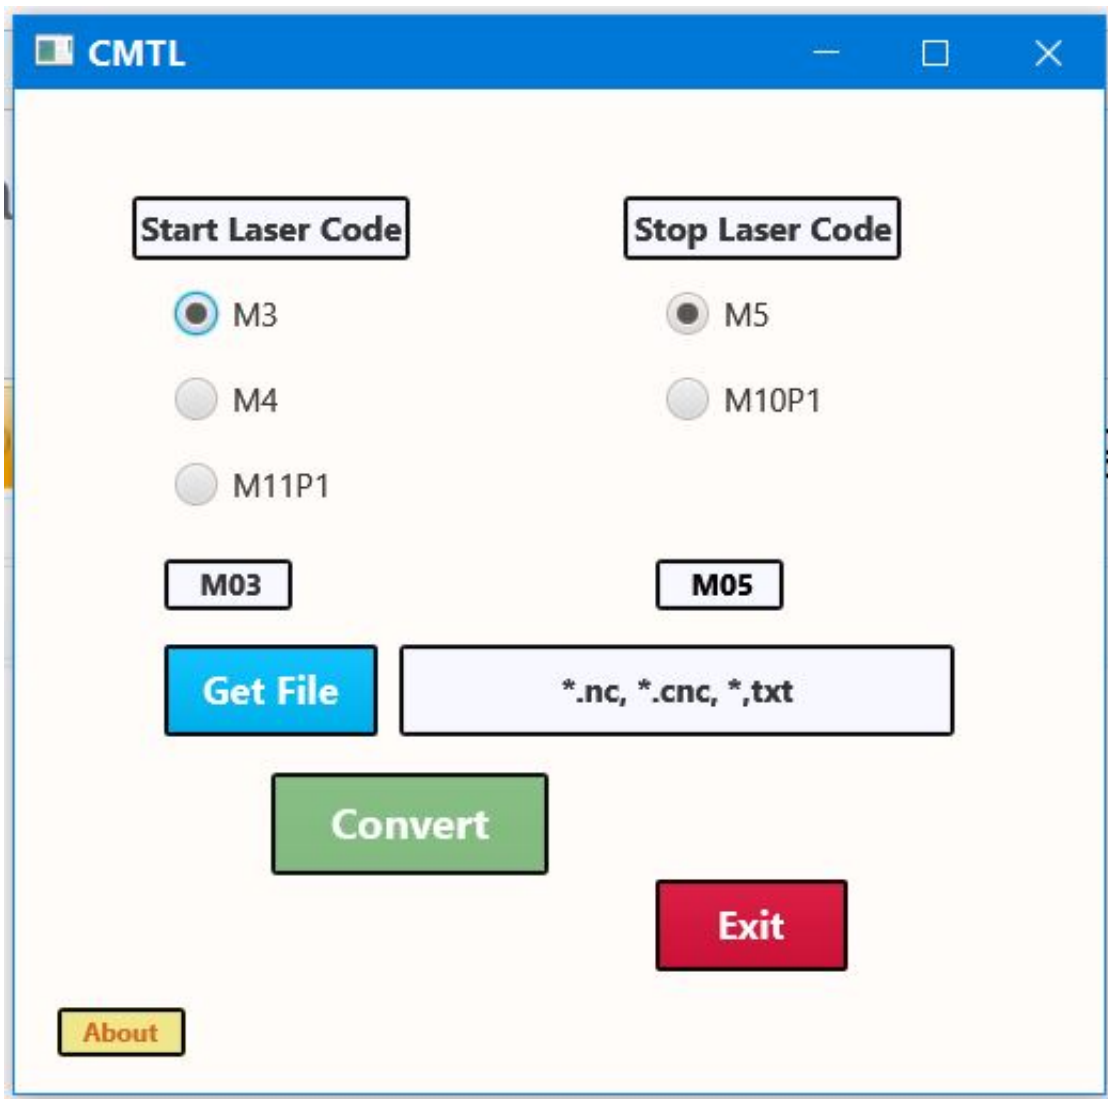 CMTL
Start Laser Code
Stop Laser Code
M3
M5
M4
M10P1
M11P1
M03
M05
Get File
*.nc, *.cnc, *,txt
Convert
Exit
About